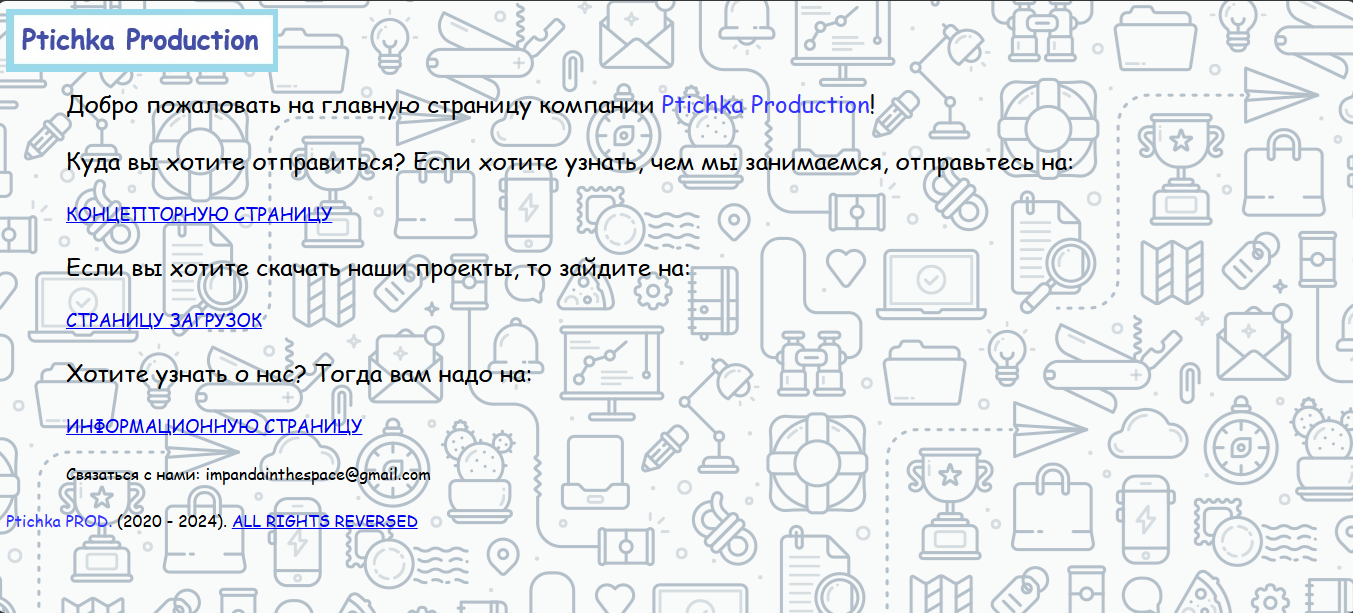 Ptichka Production
Добро пожаловать на главную страницу компании Ptichka Production!
Куда вы хотите отправиться? Если хотите узнать, чем мы занимаемся, отправьтесь на:
КОНЦЕПТОРНУЮ СТРАНИЦУ
Если вы хотите скачать наши проекты, то зайдите на:
СТРАНИЦУ ЗАГРУЗОК
Хотите узнать о нас? Тогда вам надо на:
ИНФОРМАЦИОННУЮ СТРАНИЦУ
Связаться с нами: impandainthespace@gmail.com
Ptichka PROD. (2020 - 2024). ALL RIGHTS REVERSED